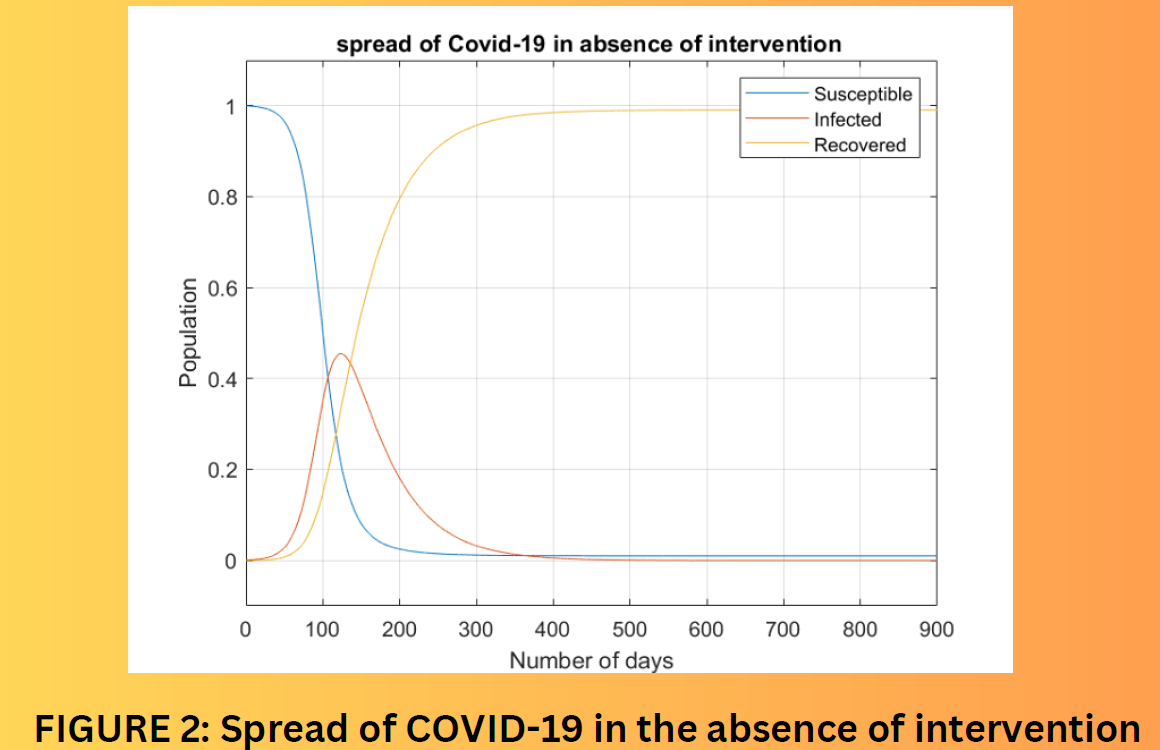 spread of Covid-19 in absence of intervention
Susceptible
Infected
Recovered
1
0.8
0.6
0.4
0.2
0
Population
0 100 200 300 400 500 600 700 800 900
Number of days
FIGURE 2: Spread of COVID-19 in the absence of intervention